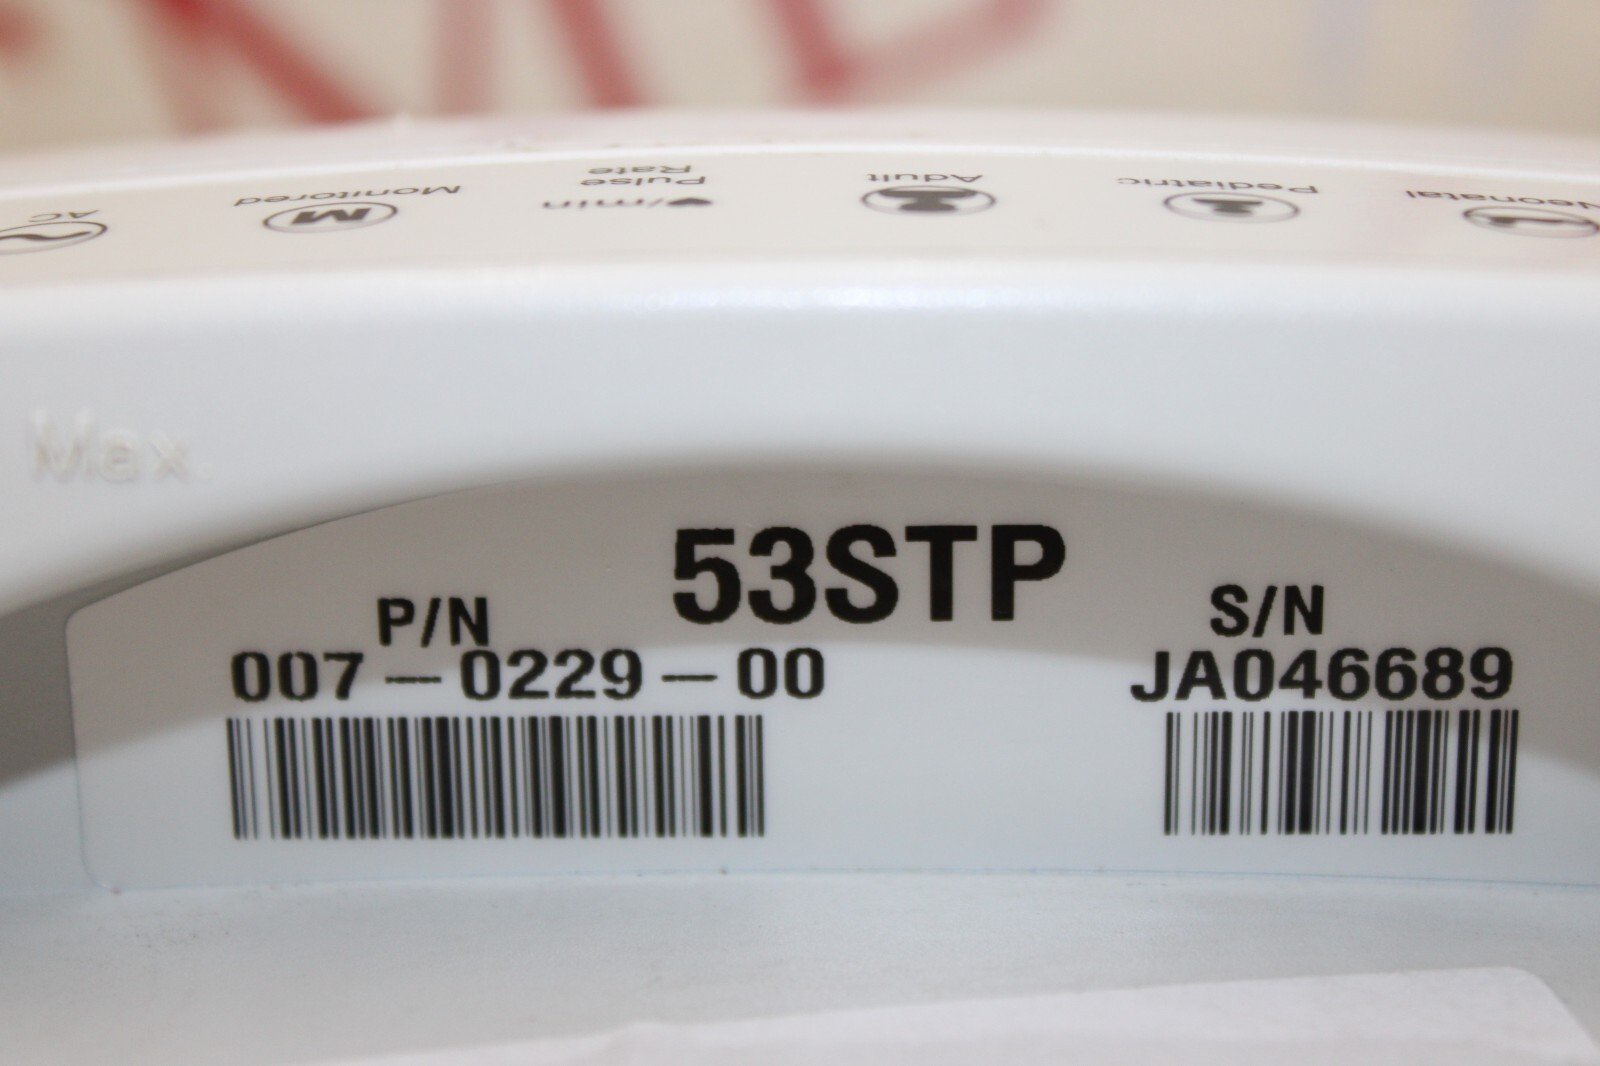 AC
M
Monitored
♥/min
Pulse
Rate
Adult
Pediatric
Neonatal
Max.
53STP
P/N
007-0229-00
S/N
JA046689